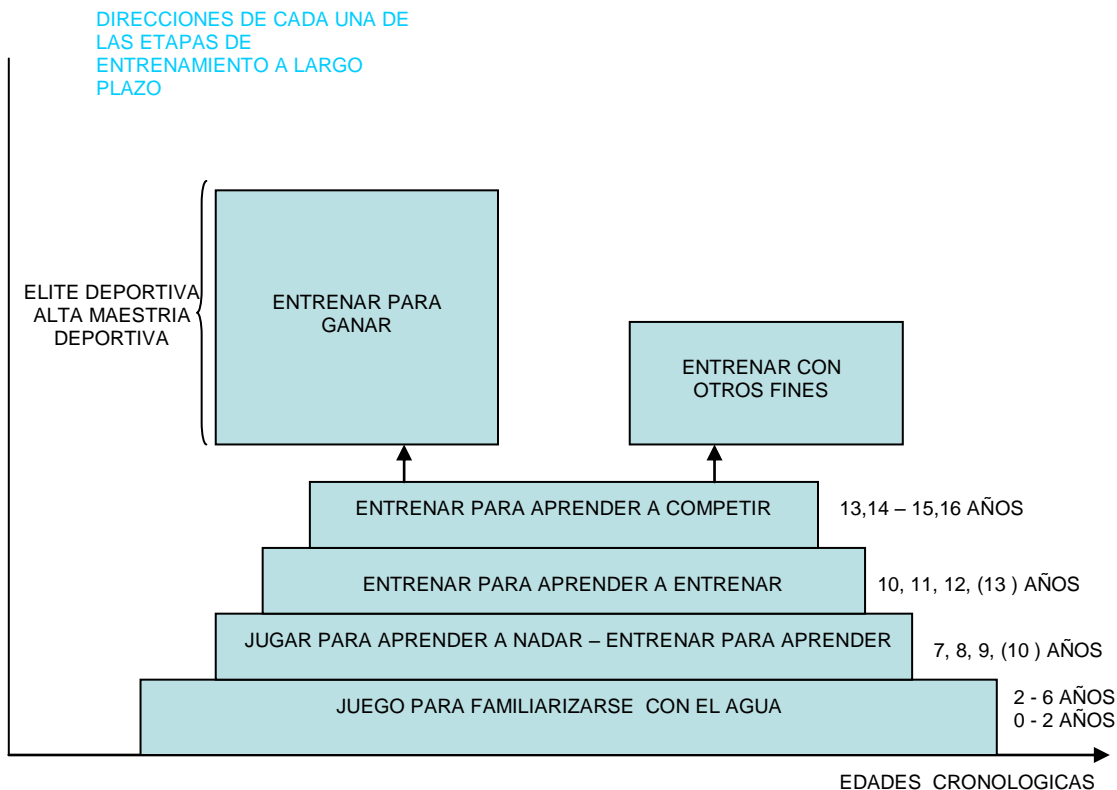 DIRECCIONES DE CADA UNA DE
LAS ETAPAS DE
ENTRENAMIENTO A LARGO
PLAZO
ELITE DEPORTIVA
ALTA MAESTRIA
DEPORTIVA
ENTRENAR PARA
GANAR
ENTRENAR CON
OTROS FINES
ENTRENAR PARA APRENDER A COMPETIR
13,14 – 15,16 AÑOS
ENTRENAR PARA APRENDER A ENTRENAR
10, 11, 12, (13 ) AÑOS
JUGAR PARA APRENDER A NADAR – ENTRENAR PARA APRENDER
7, 8, 9, (10 ) AÑOS
JUEGO PARA FAMILIARIZARSE CON EL AGUA
2 - 6 AÑOS
0 - 2 AÑOS
EDADES CRONOLOGICAS